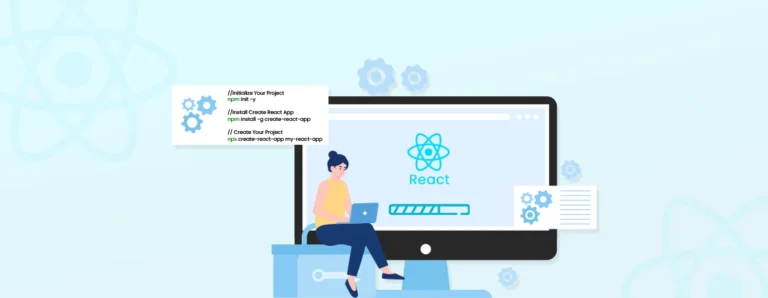 //Initialize Your Project
npm init -y
//Install Create React App
npm install -g create-react-app
// Create Your Project
npx create-react-app my-react-app
React